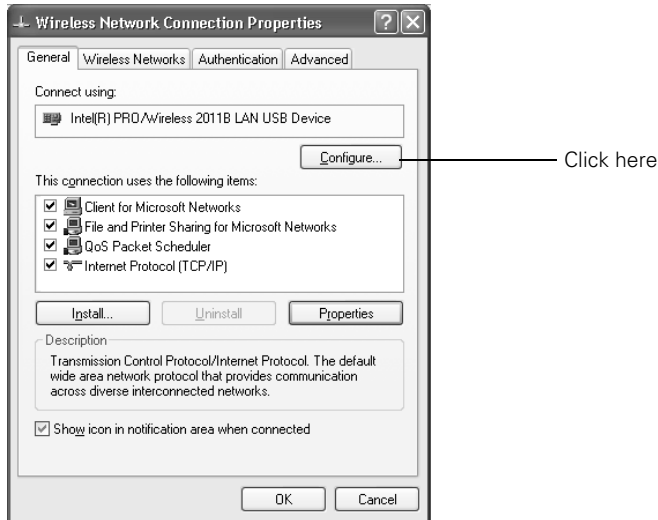 Wireless Network Connection Properties
General Wireless Networks Authentication Advanced
Connect using:
Intel(R) PRO/Wireless 2011B LAN USB Device
Configure...
Click here
This connection uses the following items:
Client for Microsoft Networks
File and Printer Sharing for Microsoft Networks
QoS Packet Scheduler
Internet Protocol (TCP/IP)
Install... Uninstall Properties
Description
Transmission Control Protocol/Internet Protocol. The default
wide area network protocol that provides communication
across diverse interconnected networks.
Show icon in notification area when connected
OK Cancel